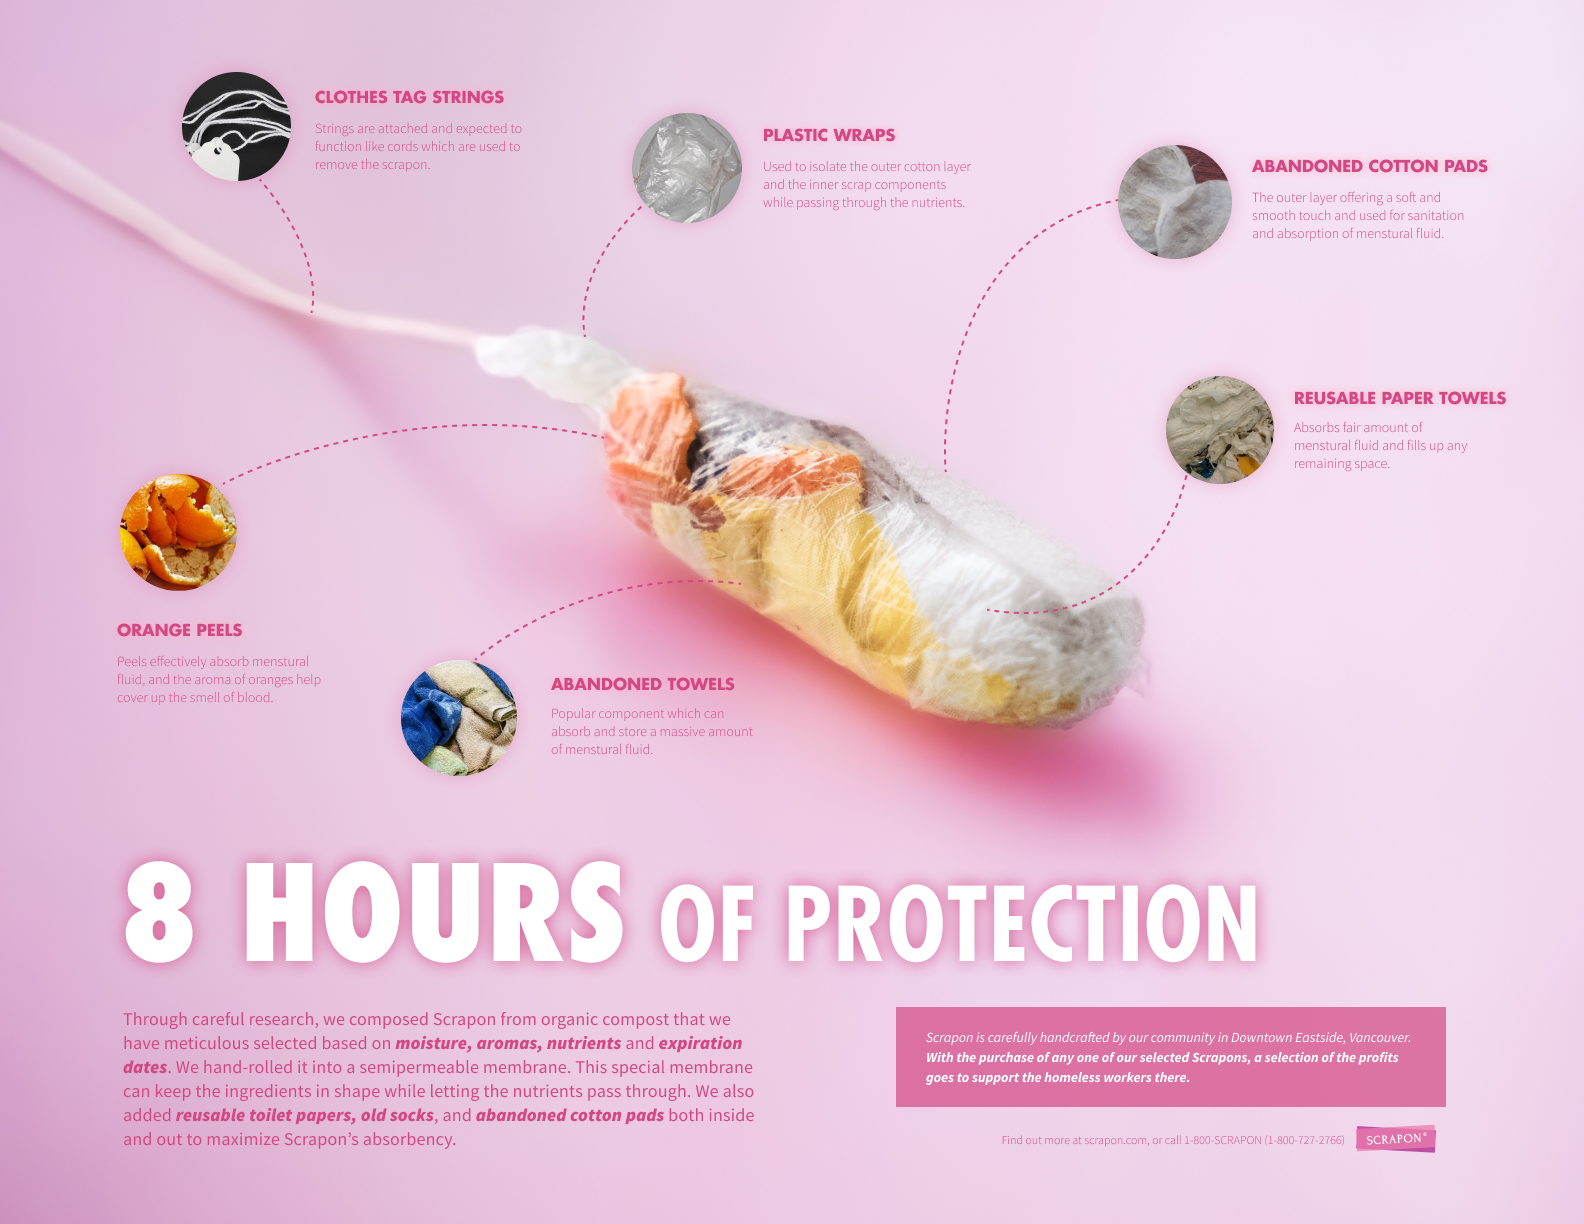 CLOTHES TAG STRINGS
Strings are attached and expected to
function like cords which are used to
remove the scrapon.
PLASTIC WRAPS
Used to isolate the outer cotton layer
and the inner scrap components
while passing through the nutrients.
ABANDONED COTTON PADS
The outer layer offering a soft and
smooth touch and used for sanitation
and absorption of menstural fluid.
REUSABLE PAPER TOWELS
Absorbs fair amount of
menstural fluid and fills up any
remaining space.
ORANGE PEELS
Peels effectively absorb menstural
fluid, and the aroma of oranges help
cover up the smell of blood.
ABANDONED TOWELS
Popular component which can
absorb and store a massive amount
of menstural fluid.
8 HOURS OF PROTECTION
Through careful research, we composed Scrapon from organic compost that we
have meticulous selected based on moisture, aromas, nutrients and expiration
dates. We hand-rolled it into a semipermeable membrane. This special membrane
can keep the ingredients in shape while letting the nutrients pass through. We also
added reusable toilet papers, old socks, and abandoned cotton pads both inside
and out to maximize Scrapon's absorbency.
Scrapon is carefully handcrafted by our community in Downtown Eastside, Vancouver.
With the purchase of any one of our selected Scrapons, a selection of the profits
goes to support the homeless workers there.
Find out more at scrapon.com, or call 1-800-SCRAPON (1-800-727-2766)
SCRAPON®